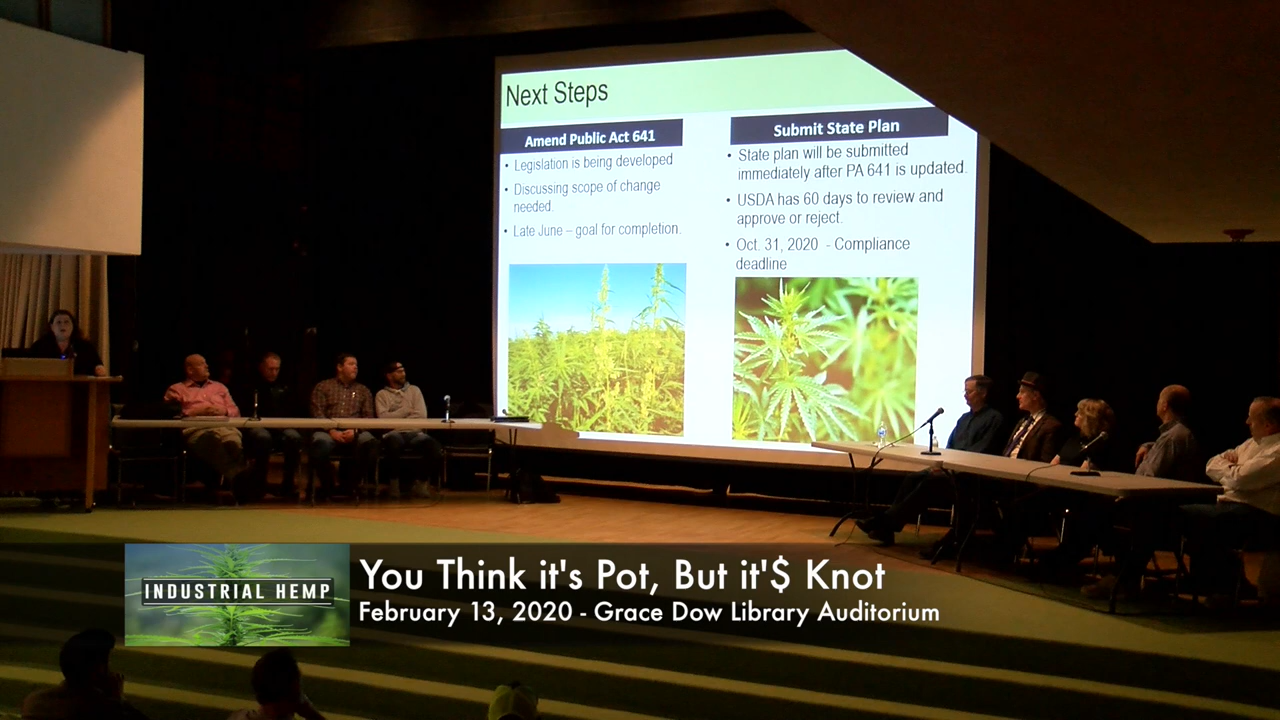 Next Steps
Amend Public Act 641
• Legislation is being developed
• Discussing scope of change
needed.
• Late June – goal for completion.
Submit State Plan
• State plan will be submitted
immediately after PA 641 is updated.
• USDA has 60 days to review and
approve or reject.
• Oct. 31, 2020 - Compliance
deadline
INDUSTRIAL HEMP
You Think it's Pot, But it'$ Knot
February 13, 2020 - Grace Dow Library Auditorium